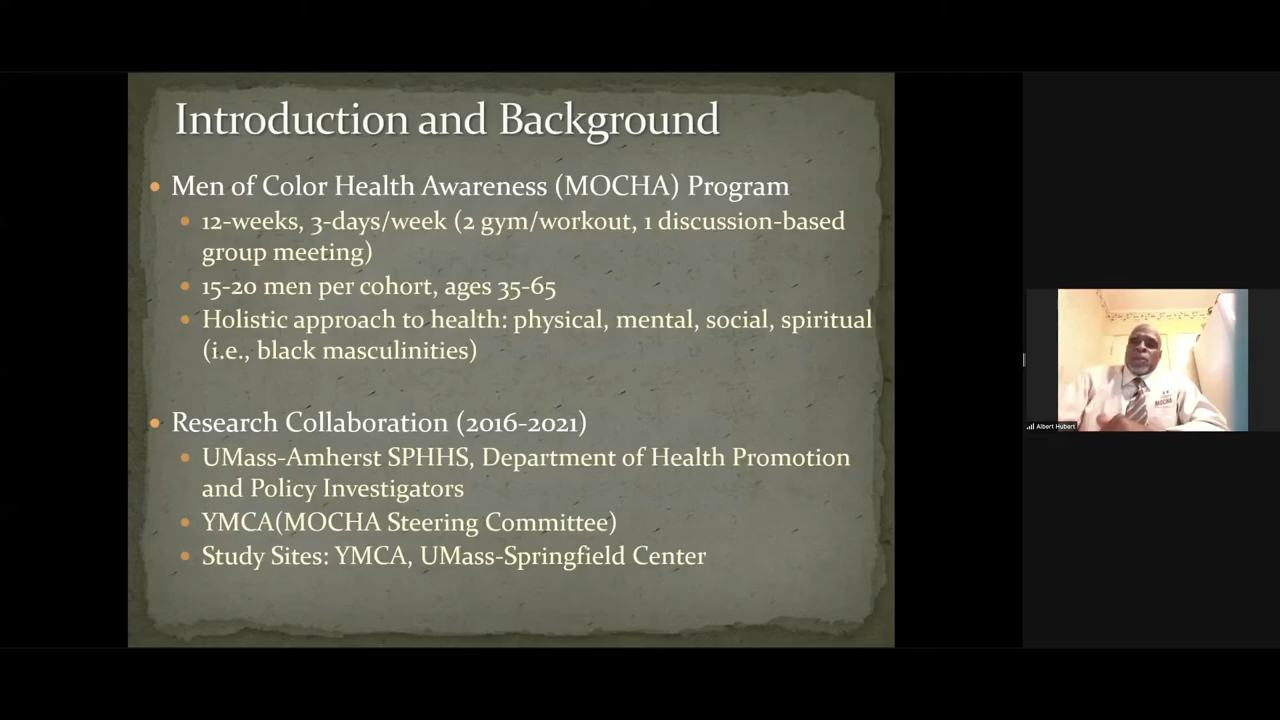 Introduction and Background
Men of Color Health Awareness (MOCHA) Program
12-weeks, 3-days/week (2 gym/workout, 1 discussion-based
group meeting)
15-20 men per cohort, ages 35-65
Holistic approach to health: physical, mental, social, spiritual
(i.e., black masculinities)
Research Collaboration (2016-2021)
UMass-Amherst SPHHS, Department of Health Promotion
and Policy Investigators
YMCA(MOCHA Steering Committee)
Study Sites: YMCA, UMass-Springfield Center
MOCHA
Albert Hubert